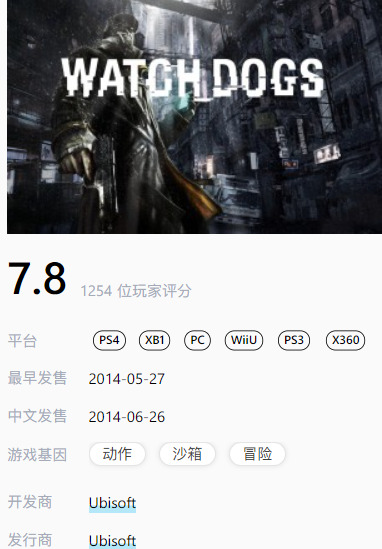 WATCH_DOGS
7.8 1254 位玩家评分
平台 PS4 XB1 PC WiiU PS3 X360
最早发售 2014-05-27
中文发售 2014-06-26
游戏基因 动作 沙箱 冒险
开发商 Ubisoft
发行商 Ubisoft